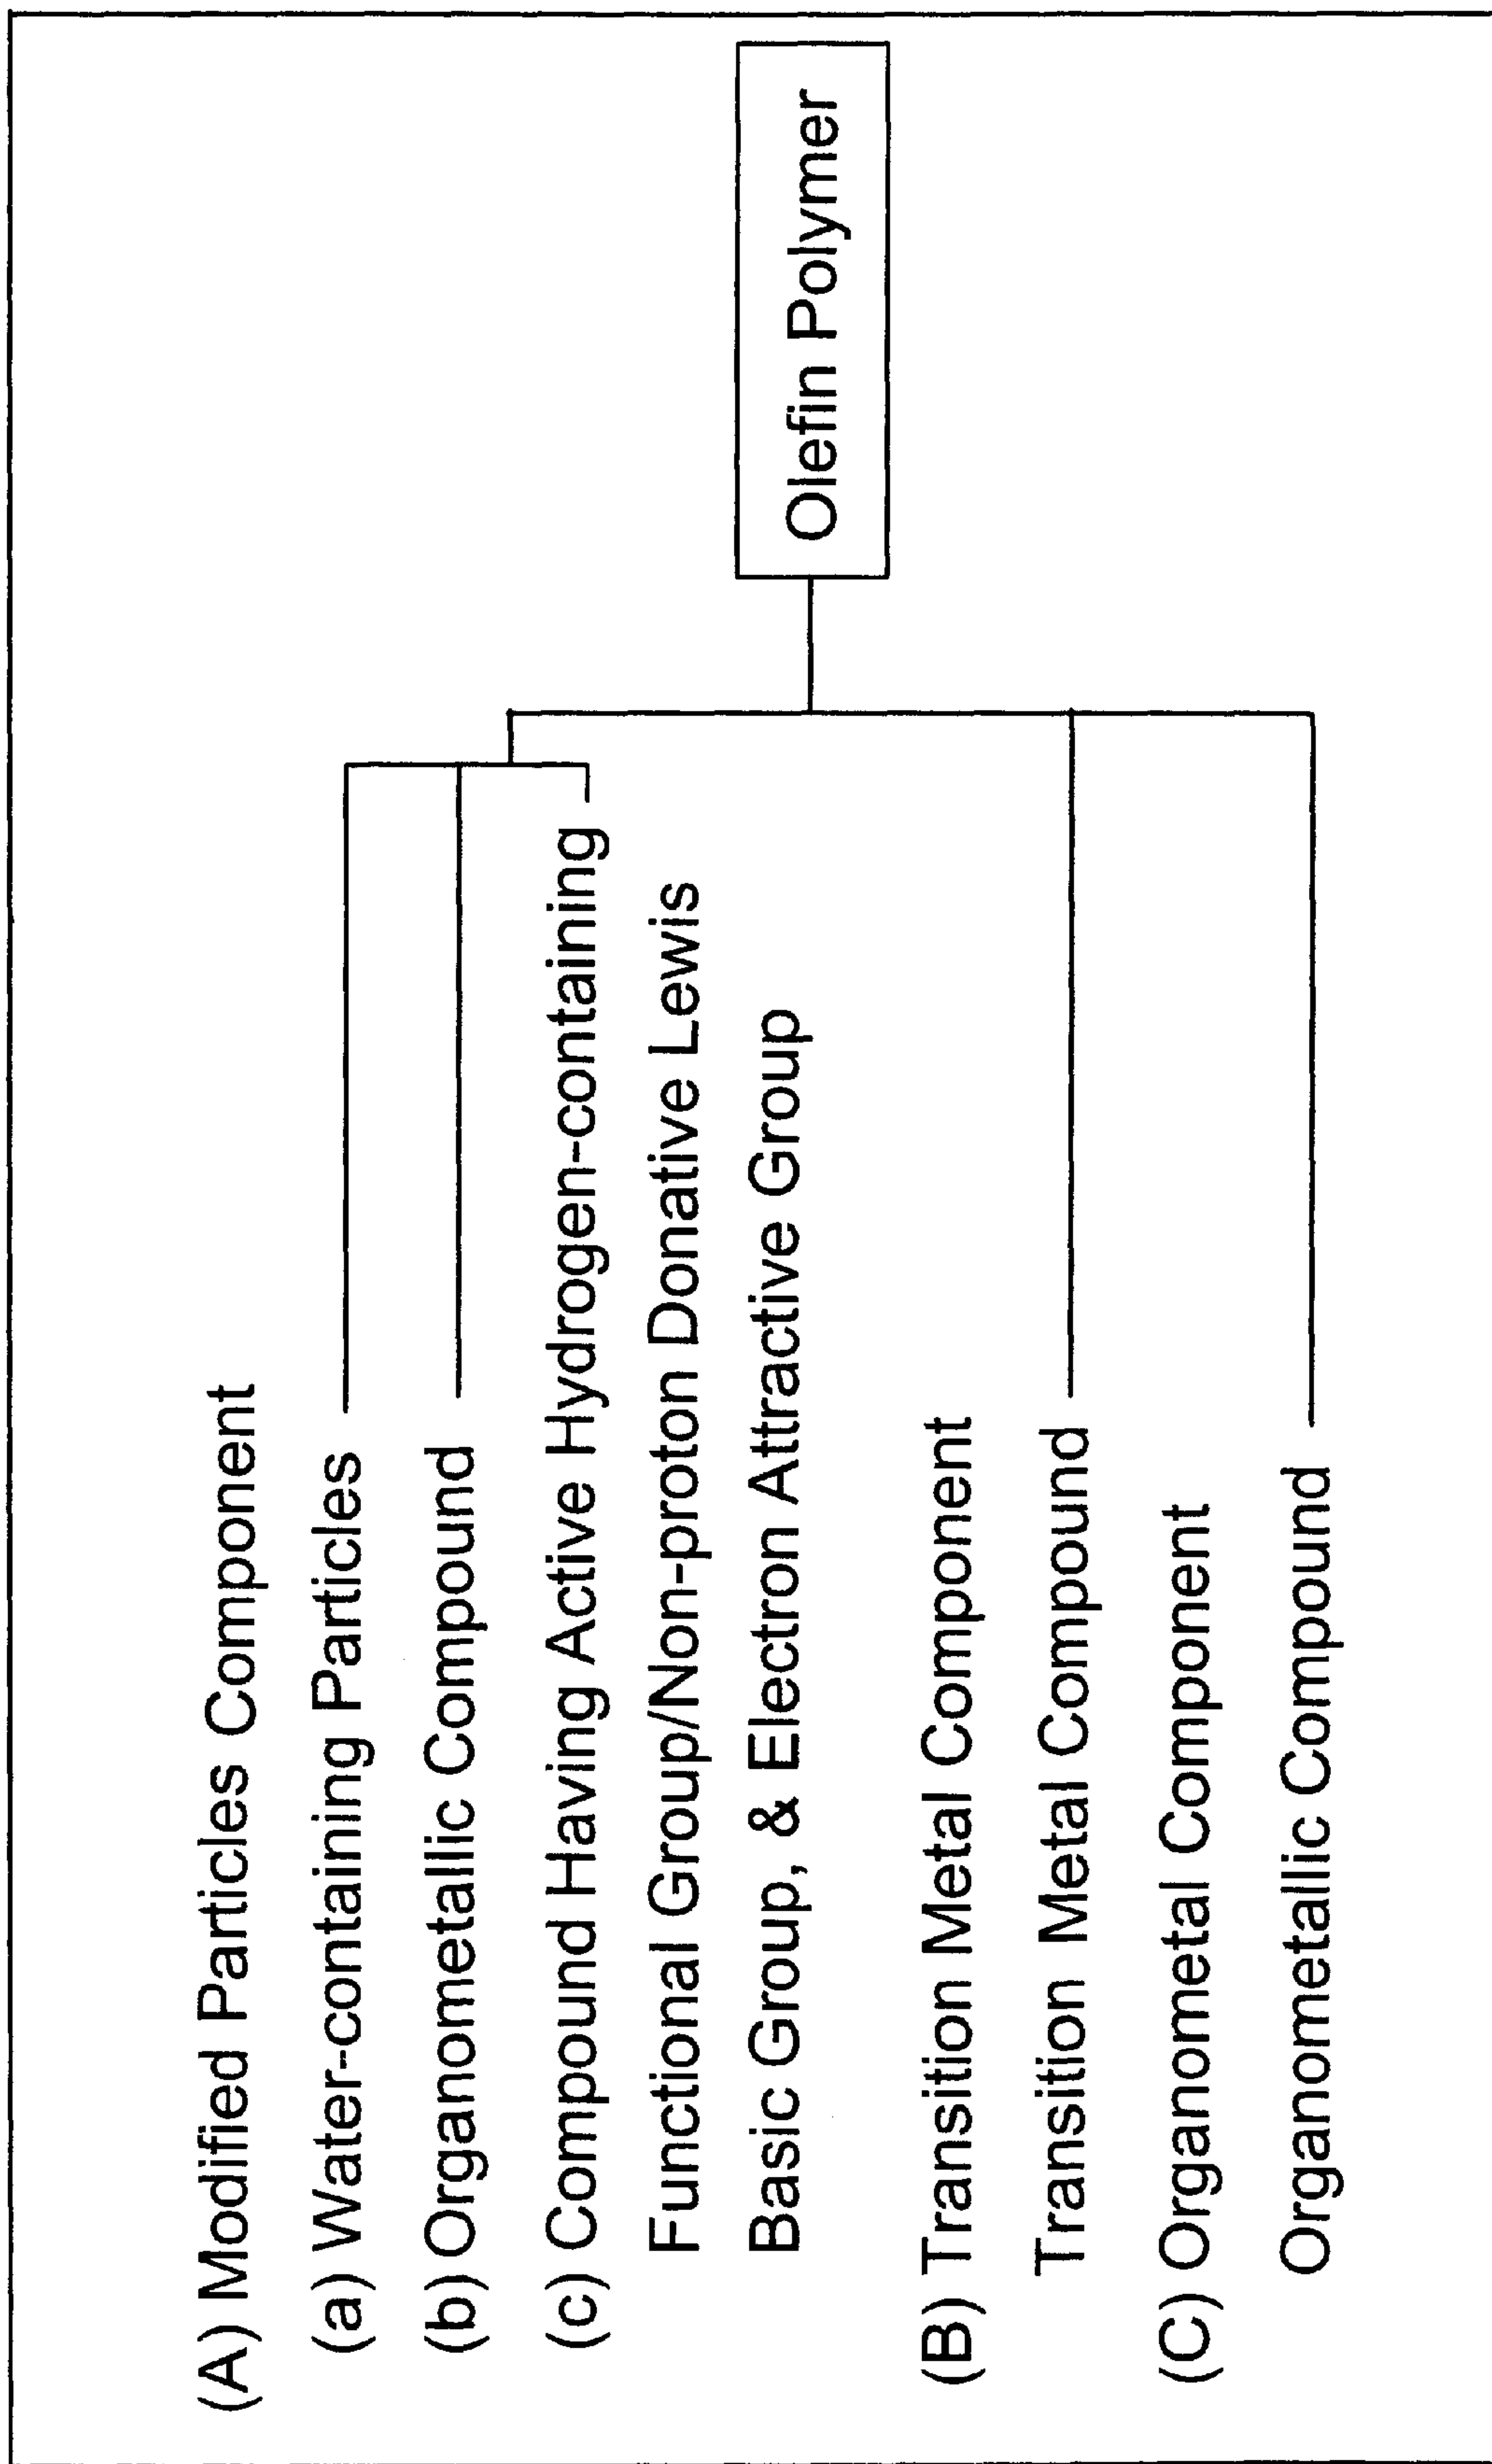 (A) Modified Particles Component
(a) Water-containing Particles
(b) Organometallic Compound
(c) Compound Having Active Hydrogen-containing
Functional Group/Non-proton Donative Lewis
Basic Group, & Electron Attractive Group
(B) Transition Metal Component
Transition Metal Compound
(C) Organometal Component
Organometallic Compound
Olefin Polymer